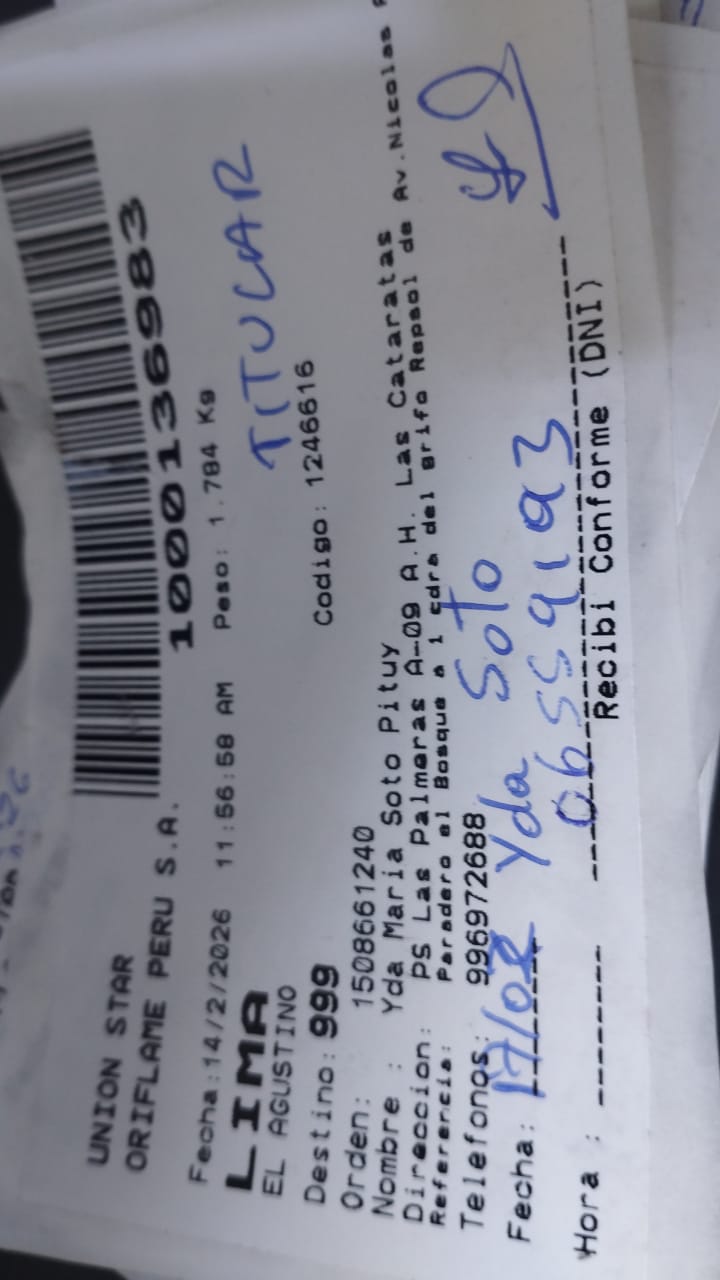 UNION STAR
ORIFLAME PERU S.A.
1000136983
Fecha:14/2/2026 11:56:58 AM Peso: 1.784 Kg
LIMA
TITULAR
EL AGUSTINO
Destino: 999 Codigo: 1246616
Orden: 1508661240
Nombre : Yda Maria Soto Pituy
Direccion: PS Las Palmeras A-09 A.H. Las Cataratas
Referencia: Paradero el Bosque a 1 cdra del grifo Repsol de Av.Nicolas
Telefonos: 996972688
Fecha: 17/02 Yda Soto
06559193
Hora : Recibi Conforme (DNI)